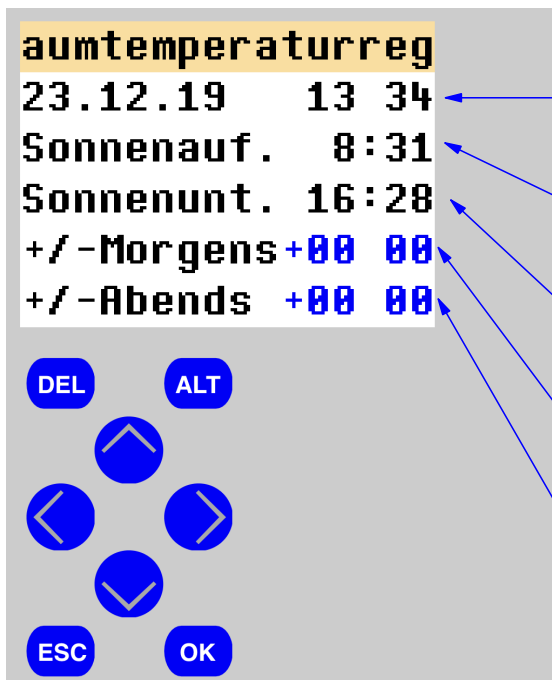 aumtemperaturreg
23.12.19 13 34
Sonnenauf. 8:31
Sonnenunt. 16:28
+/-Morgens+00 00
+/-Abends +00 00
DEL ALT
ESC OK